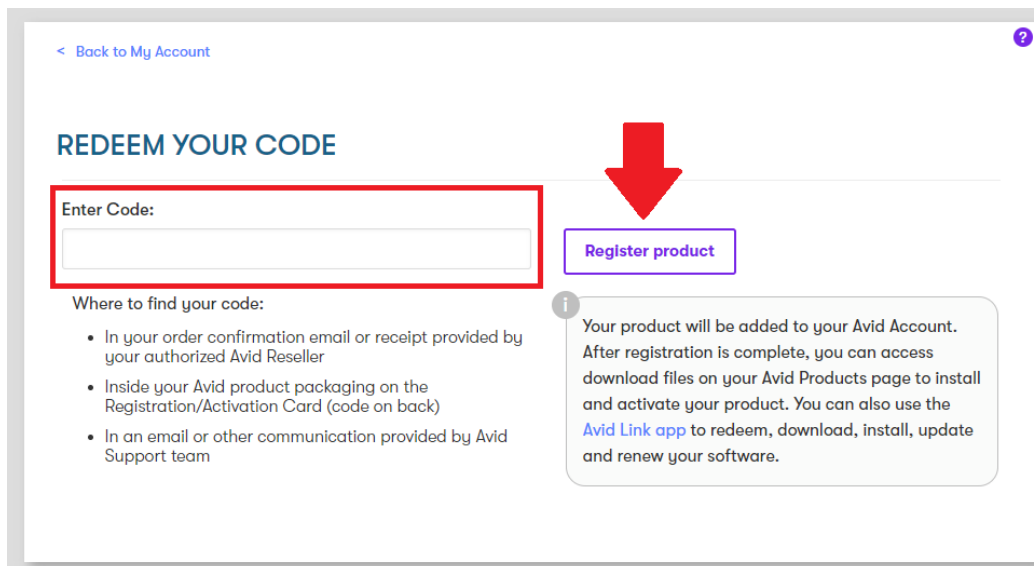 < Back to My Account
?
REDEEM YOUR CODE
Enter Code:
Register product
Where to find your code:
• In your order confirmation email or receipt provided by
your authorized Avid Reseller
• Inside your Avid product packaging on the
Registration/Activation Card (code on back)
• In an email or other communication provided by Avid
Support team
i
Your product will be added to your Avid Account.
After registration is complete, you can access
download files on your Avid Products page to install
and activate your product. You can also use the
Avid Link app to redeem, download, install, update
and renew your software.